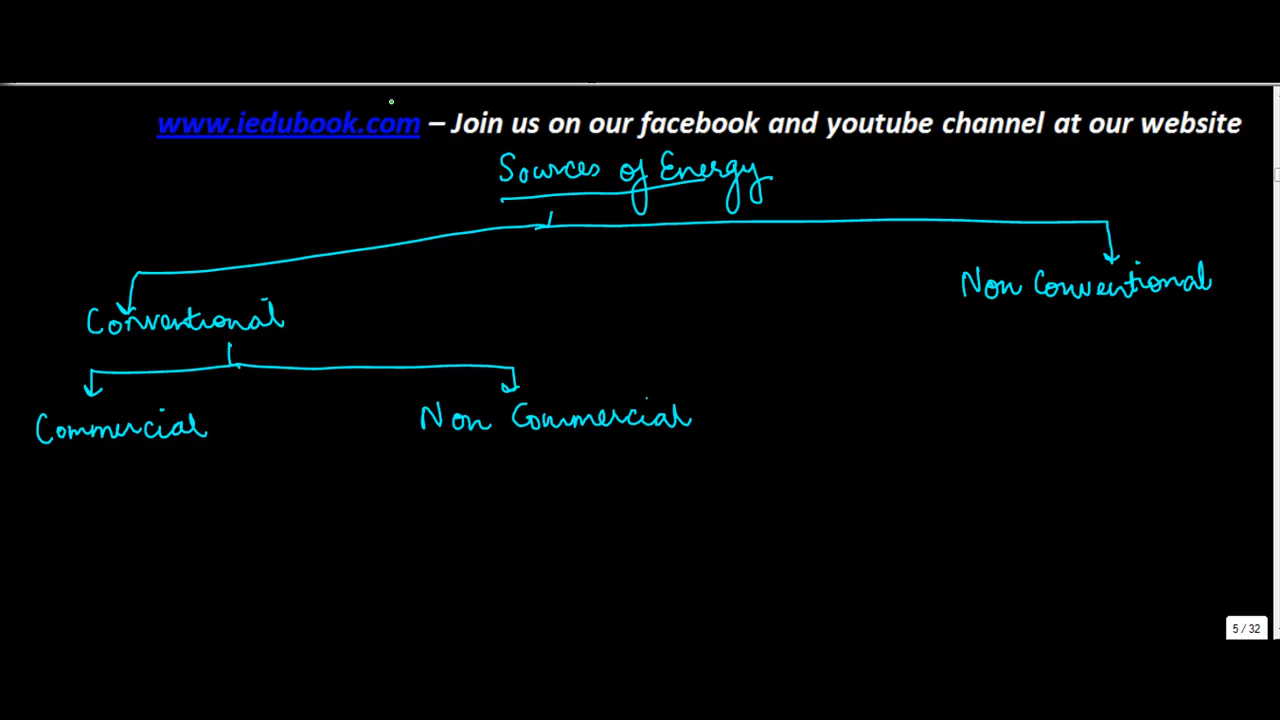 www.iedubook.com – Join us on our facebook and youtube channel at our website
Sources of Energy
Non Conventional
Conventional
Commercial
Non Commercial
5 / 32